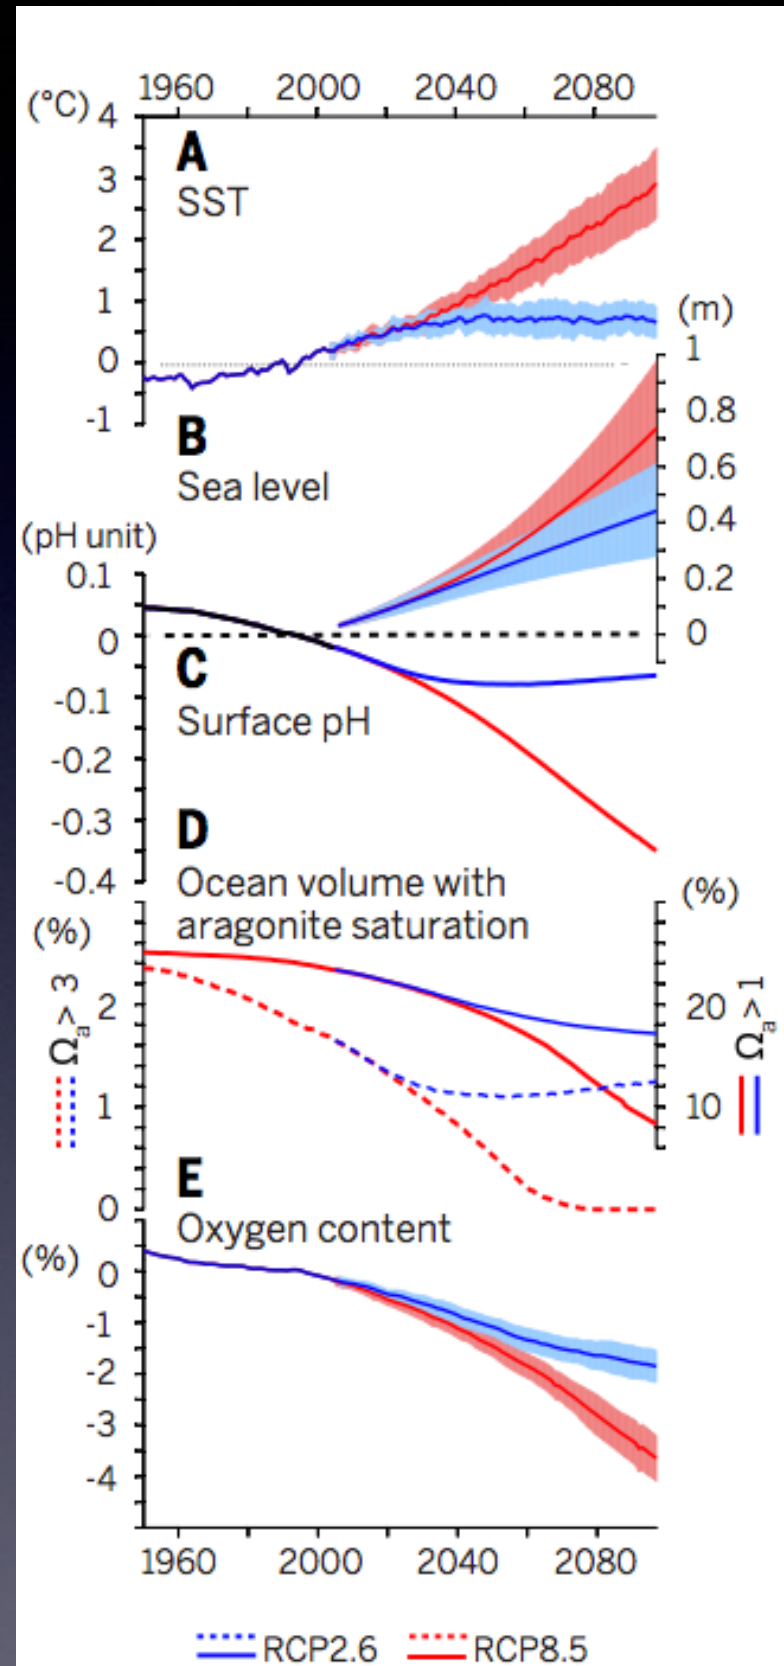 1960 2000 2040 2080
(°C) 4
A
3
SST
2
1
(m)
0
1
-1
B
0.8
Sea level
0.6
(pH unit)
0.4
0.1
0.2
0
0
C
-0.1
Surface pH
-0.2
-0.3
D
-0.4
Ocean volume with
aragonite saturation
(%)
(%)
Ωa > 3
Ωa > 1
2
20
1
10
E
0
Oxygen content
(%) 0
-1
-2
-3
-4
1960 2000 2040 2080
RCP2.6 RCP8.5